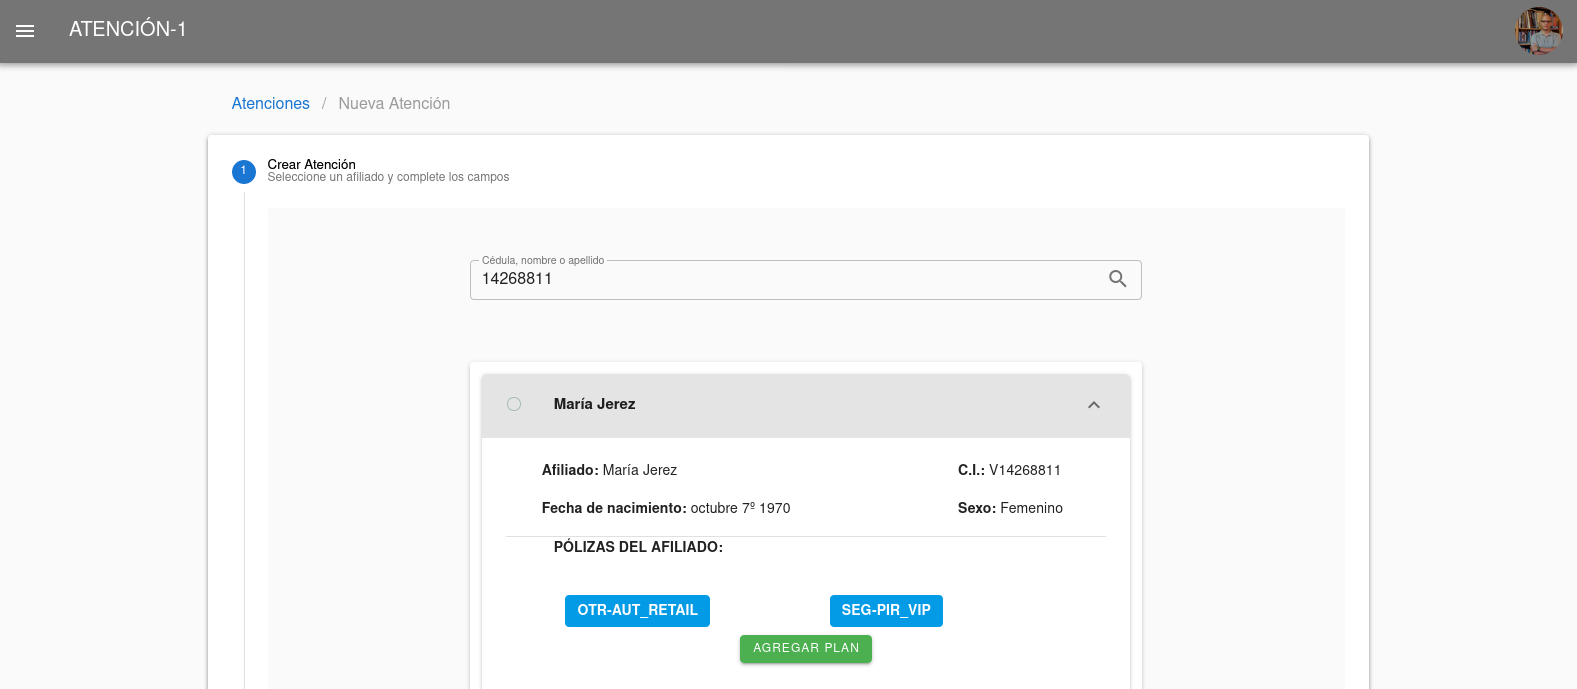 ATENCIÓN-1
Atenciones / Nueva Atención
1
Crear Atención
Seleccione un afiliado y complete los campos
Cédula, nombre o apellido
14268811
María Jerez
Afiliado: María Jerez
C.I.: V14268811
Fecha de nacimiento: octubre 7º 1970
Sexo: Femenino
PÓLIZAS DEL AFILIADO:
OTR-AUT_RETAIL
SEG-PIR_VIP
AGREGAR PLAN